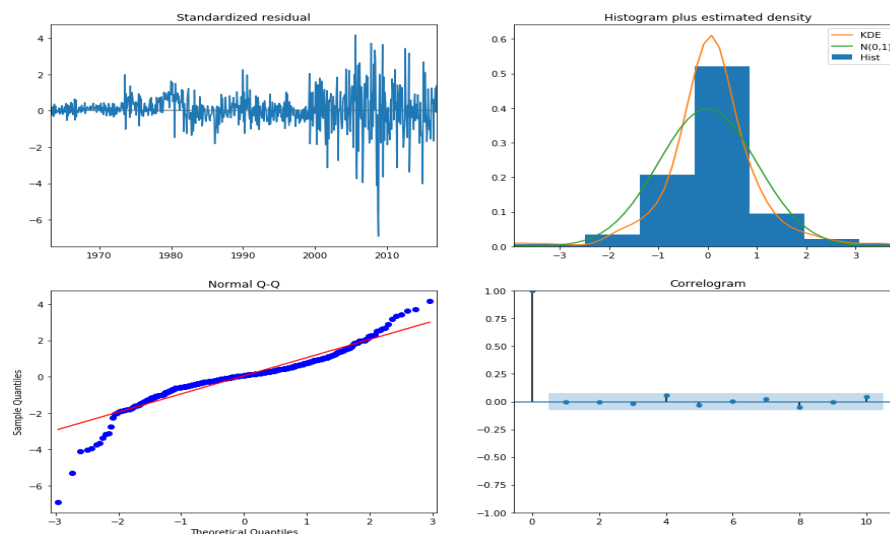 Standardized residual
4
2
0
−2
−4
−6
1970 1980 1990 2000 2010
Histogram plus estimated density
KDE
N(0,1)
Hist
0.6
0.5
0.4
0.3
0.2
0.1
0.0
−3 −2 −1 0 1 2 3
Normal Q-Q
Sample Quantiles
4
2
0
−2
−4
−6
−3 −2 −1 0 1 2 3
Theoretical Quantiles
Correlogram
1.00
0.75
0.50
0.25
0.00
−0.25
−0.50
−0.75
−1.00
0 2 4 6 8 10